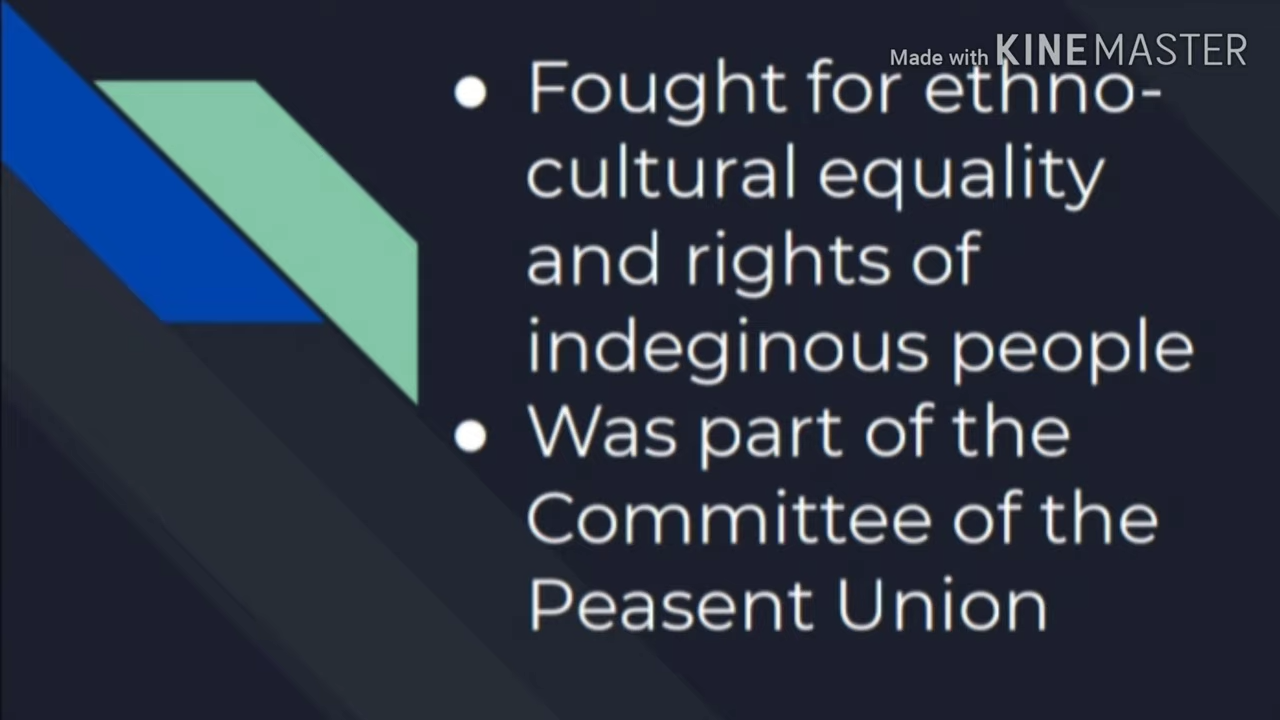 Made with KINEMASTER
• Fought for ethno-
cultural equality
and rights of
indeginous people
• Was part of the
Committee of the
Peasent Union